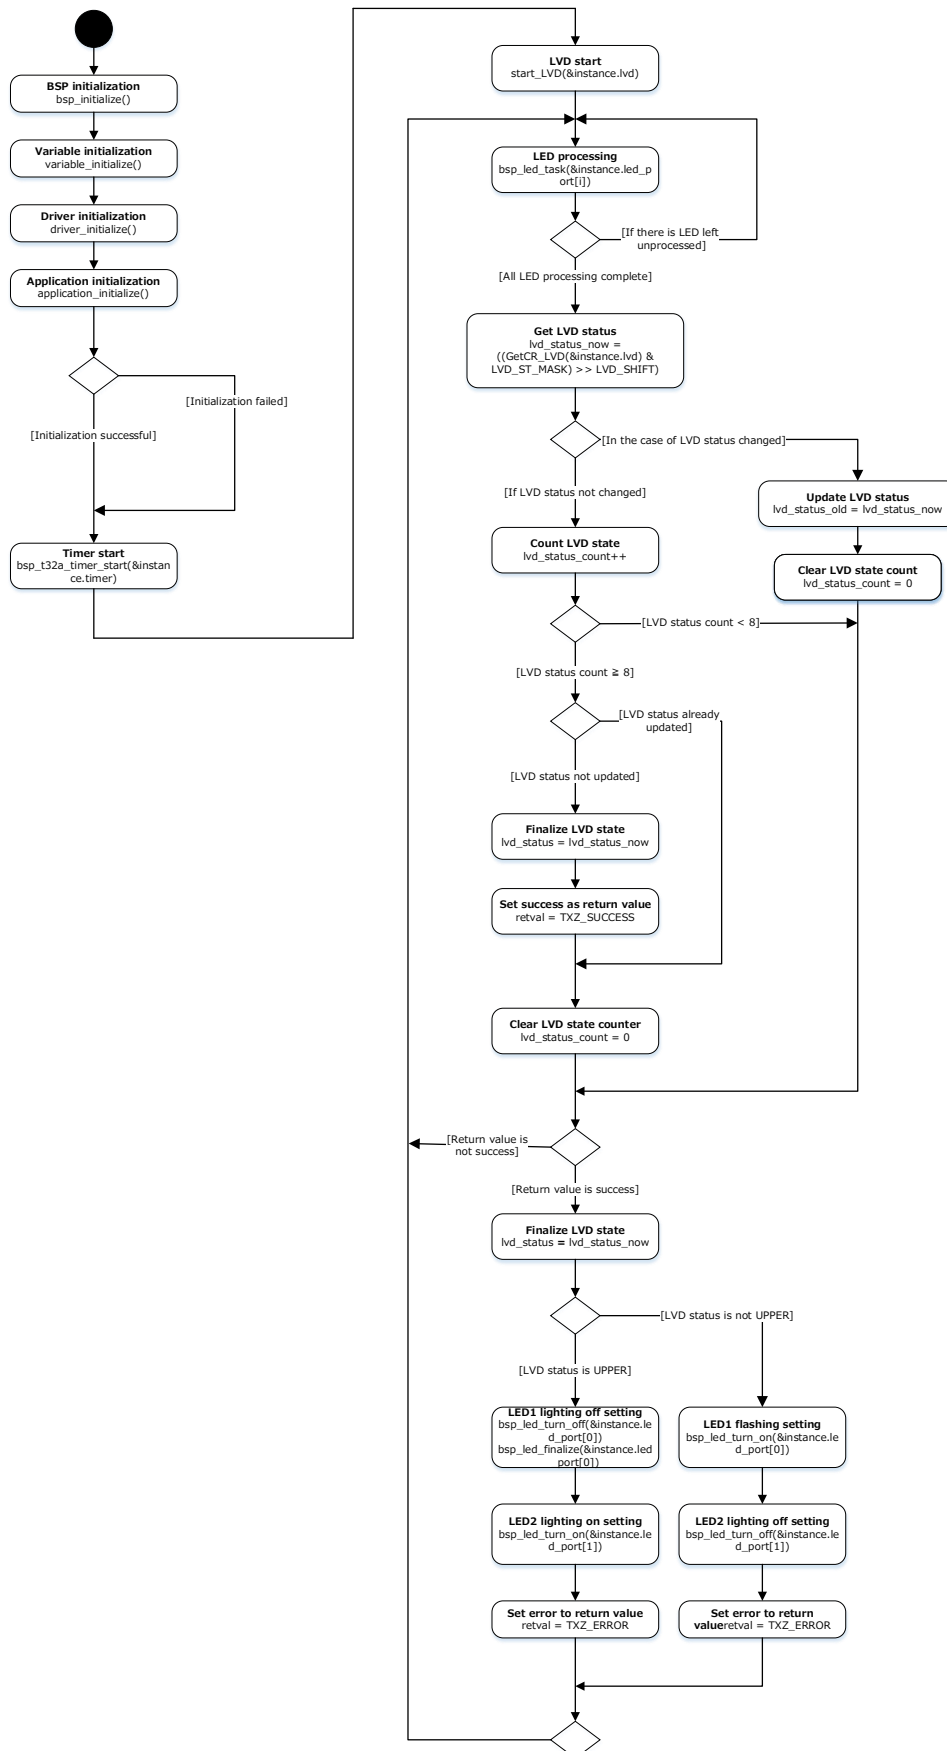 BSP initialization
bsp_initialize()
Variable initialization
variable_initialize()
Driver initialization
driver_initialize()
Application initialization
application_initialize()
[Initialization failed]
[Initialization successful]
Timer start
bsp_t32a_timer_start(&instan
ce.timer)
LVD start
start_LVD(&instance.lvd)
LED processing
bsp_led_task(&instance.led_p
ort[i])
[If there is LED left
unprocessed]
[All LED processing complete]
Get LVD status
lvd_status_now =
((GetCR_LVD(&instance.lvd) &
LVD_ST_MASK) >> LVD_SHIFT)
[In the case of LVD status changed]
[If LVD status not changed]
Update LVD status
lvd_status_old = lvd_status_now
Count LVD state
lvd_status_count++
Clear LVD state count
lvd_status_count = 0
[LVD status count < 8]
[LVD status count ≧ 8]
[LVD status already
updated]
[LVD status not updated]
Finalize LVD state
lvd_status = lvd_status_now
Set success as return value
retval = TXZ_SUCCESS
Clear LVD state counter
lvd_status_count = 0
[Return value is
not success]
[Return value is success]
Finalize LVD state
lvd_status = lvd_status_now
[LVD status is not UPPER]
[LVD status is UPPER]
LED1 lighting off setting
bsp_led_turn_off(&instance.le
d_port[0])
bsp_led_finalize(&instance.led
port[0])
LED1 flashing setting
bsp_led_turn_on(&instance.le
d_port[0])
LED2 lighting on setting
bsp_led_turn_on(&instance.le
d_port[1])
LED2 lighting off setting
bsp_led_turn_off(&instance.le
d_port[1])
Set error to return value
retval = TXZ_ERROR
Set error to return
valueretval = TXZ_ERROR